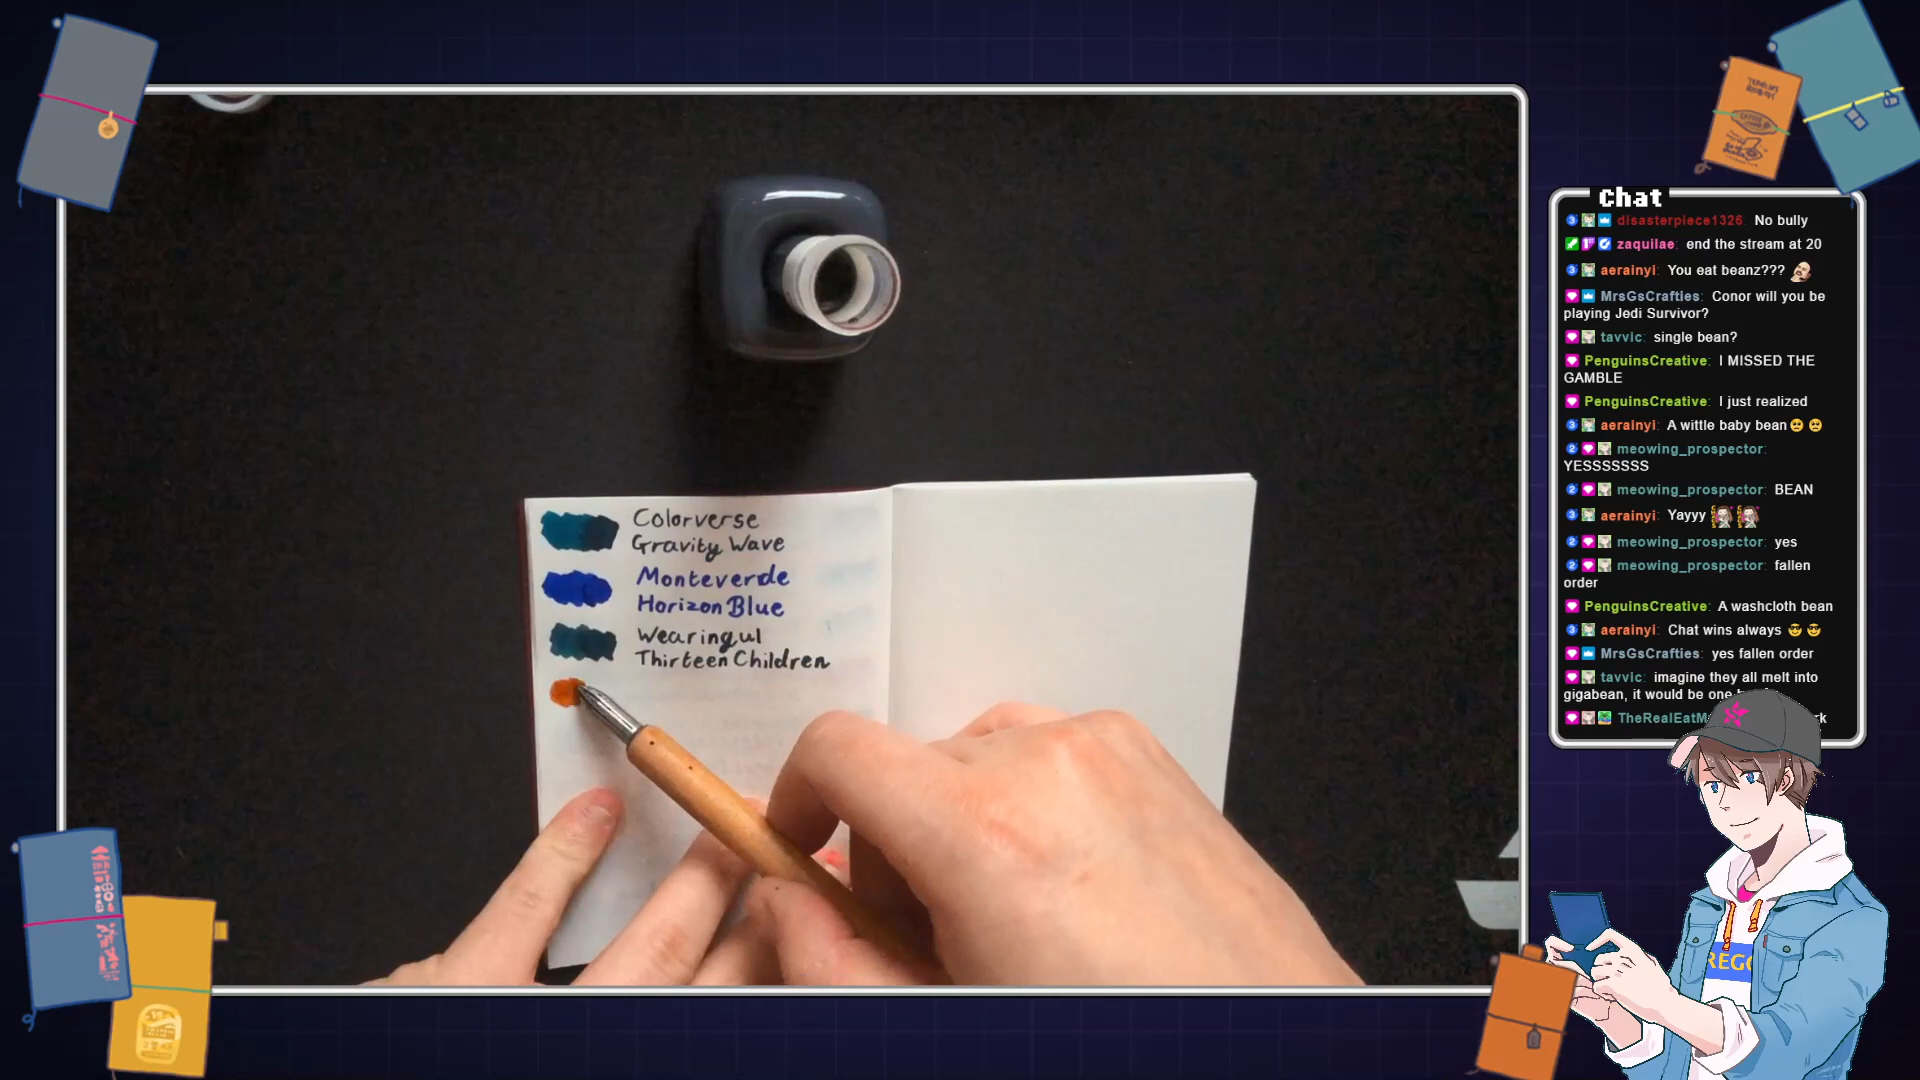 Colorverse
Gravity Wave
Monteverde
Horizon Blue
Wearingul
Thirteen Children
chat
disasterpiece1326: No bully
zaquilae: end the stream at 20
aerainyi: You eat beanz???
MrsGsCrafties: Conor will you be
playing Jedi Survivor?
tavvic: single bean?
PenguinsCreative: I MISSED THE
GAMBLE
PenguinsCreative: I just realized
aerainyi: A wittle baby bean
meowing_prospector:
YESSSSSSS
meowing_prospector: BEAN
aerainyi: Yayyy
meowing_prospector: yes
meowing_prospector: fallen
order
PenguinsCreative: A washcloth bean
aerainyi: Chat wins always
MrsGsCrafties: yes fallen order
tavvic: imagine they all melt into
gigabean, it would be one
TheRealEatM
REGO